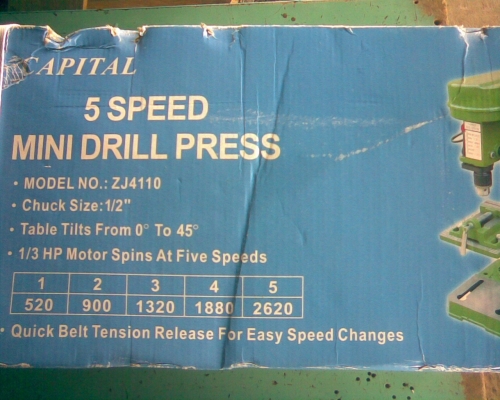 CAPITAL
5 SPEED
MINI DRILL PRESS
• MODEL NO.: ZJ4110
• Chuck Size:1/2"
• Table Tilts From 0° To 45°
• 1/3 HP Motor Spins At Five Speeds
1 2 3 4 5
520 900 1320 1880 2620
• Quick Belt Tension Release For Easy Speed Changes